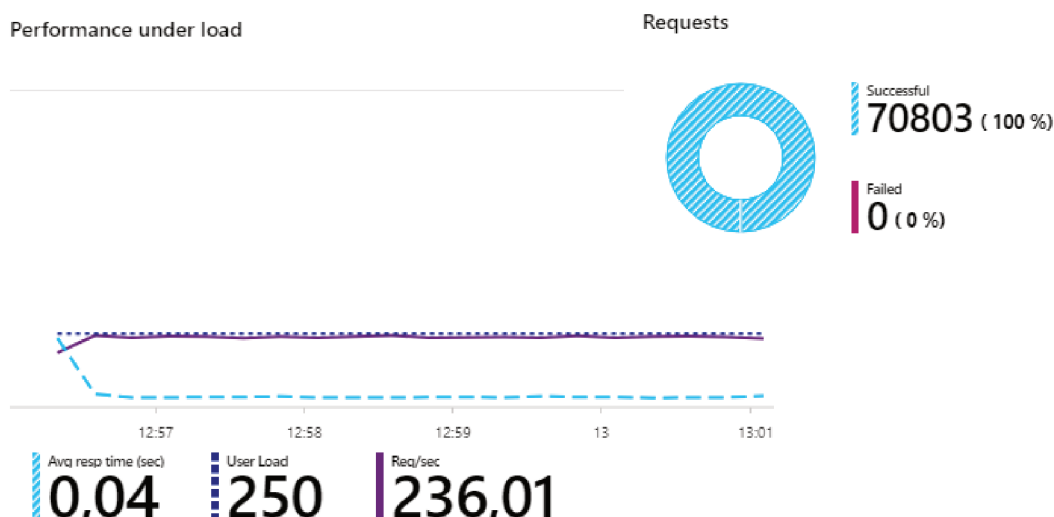 Performance under load
Requests
Successful
70803 ( 100 %)
Failed
0 ( 0 %)
12:57 12:58 12:59 13 13:01
Avg resp time (sec) User Load Req/sec
0,04 250 236,01